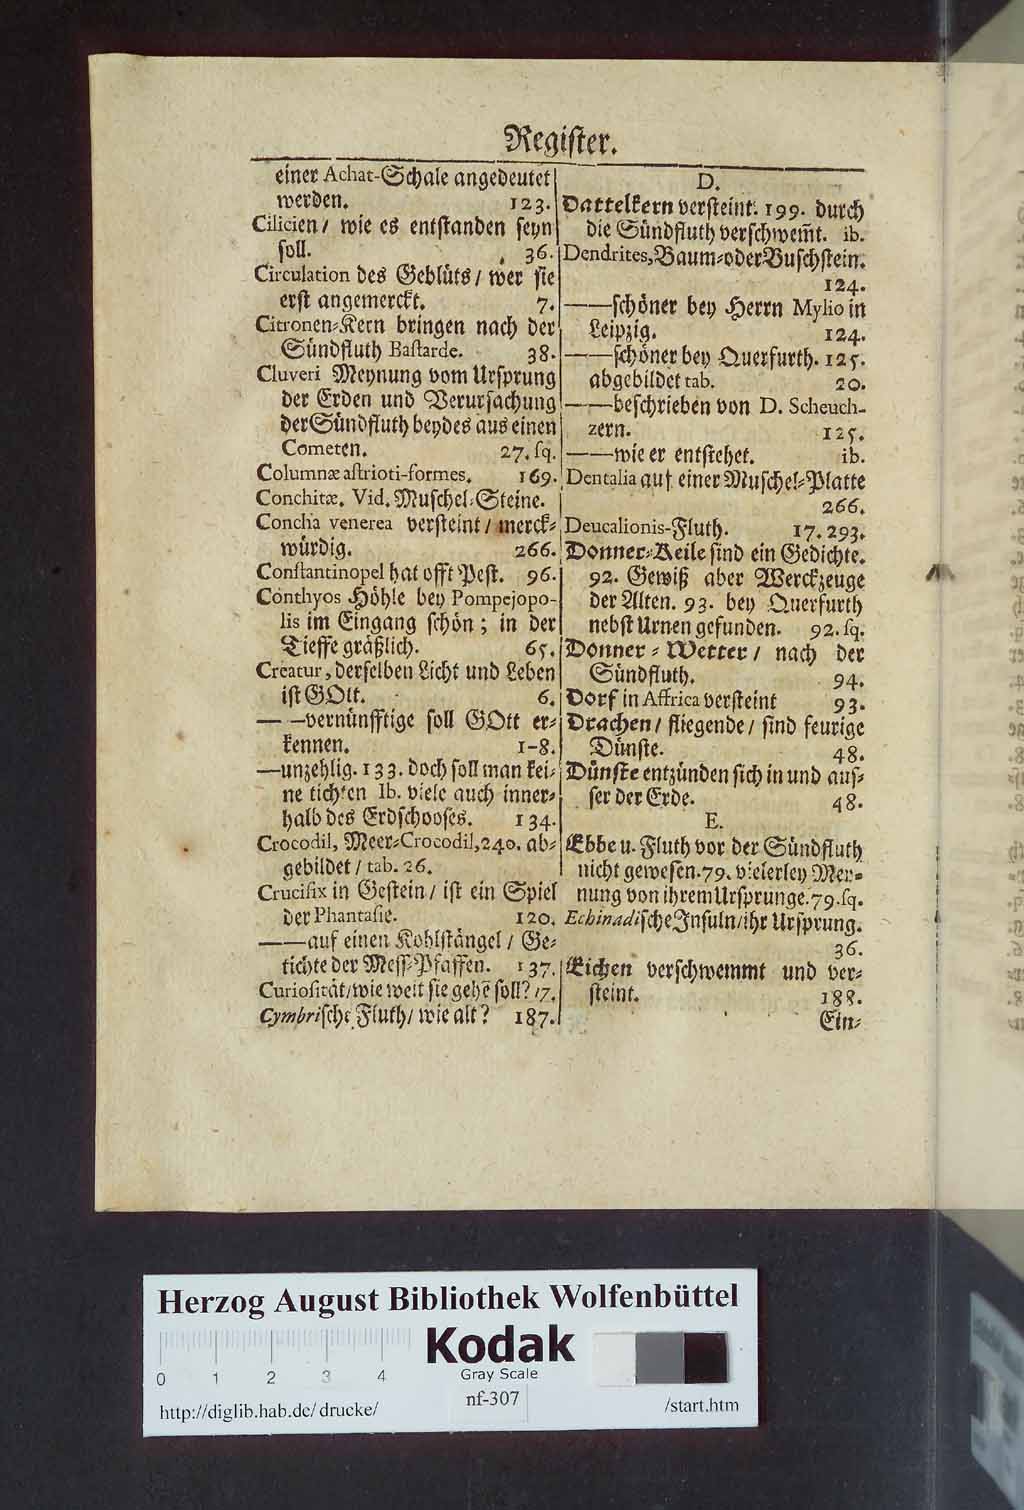 Register.
einer Achat-Schale angedeutet
werden. 123.
Cilicien/ wie es entstanden seyn
soll. 36.
Circulation des Geblüts/ wer sie
erst angemerckt. 7.
Citronen-Kern bringen nach der
Sündfluth Bastarde. 38.
Cluveri Meynung vom Ursprung
der Erden und Verursachung
der Sündfluth beydes aus einen
Cometen. 27. sq.
Columnæ astrioti-formes. 169.
Conchitæ. Vid. Muschel-Steine.
Concha venerea versteint/ merck-
würdig. 266.
Constantinopel hat offt Pest. 96.
Conthyos Höhle bey Pompejopo-
lis im Eingang schön; in der
Tieffe gräßlich. 65.
Creatur, derselben Licht und Leben
ist GOtt. 6.
— —vernünfftige soll GOtt er-
kennen. 1-8.
—unzehlig. 133. doch soll man kei-
ne tichten Ib. viele auch inner-
halb des Erdschooses. 134.
Crocodil, Meer-Crocodil, 240. ab-
gebildet/ tab. 26.
Crucifix in Gestein/ ist ein Spiel
der Phantasie. 120.
— —auf einen Kohlstängel/ Ge-
tichte der Meß-Pfaffen. 137.
Curiosität/ wie weit sie gehē soll? 17.
Cymbrische Fluth/ wie alt? 187.
D.
Dattelkern versteint. 199. durch
die Sündfluth verschwem̄t. ib.
Dendrites, Baum-oder Buschstein.
124.
— —schöner bey Herrn Mylio in
Leipzig. 124.
— —schöner bey Querfurth. 125.
abgebildet tab. 20.
— —beschrieben von D. Scheuch-
zern. 125.
— —wie er entstehet. ib.
Dentalia auf einer Muschel-Platte
266.
Deucalionis-Fluth. 17. 293.
Donner-Keile sind ein Gedichte.
92. Gewiß aber Werckzeuge
der Alten. 93. bey Querfurth
nebst Urnen gefunden. 92. sq.
Donner-Wetter/ nach der
Sündfluth. 94.
Dorf in Affrica versteint 93.
Drachen/ fliegende/ sind feurige
Dünste. 48.
Dünste entzünden sich in und aus-
ser der Erde. 48.
E.
Ebbe u. Fluth vor der Sündfluth
nicht gewesen. 79. vielerley Mey-
nung von ihrem Ursprunge. 79. sq.
Echinadische Insuln/ ihr Ursprung.
36.
Eichen verschwemmt und ver-
steint. 188.
Ein-
Herzog August Bibliothek Wolfenbüttel
Kodak
Gray Scale
0 1 2 3 4
http://diglib.hab.de/drucke/ nf-307 /start.htm